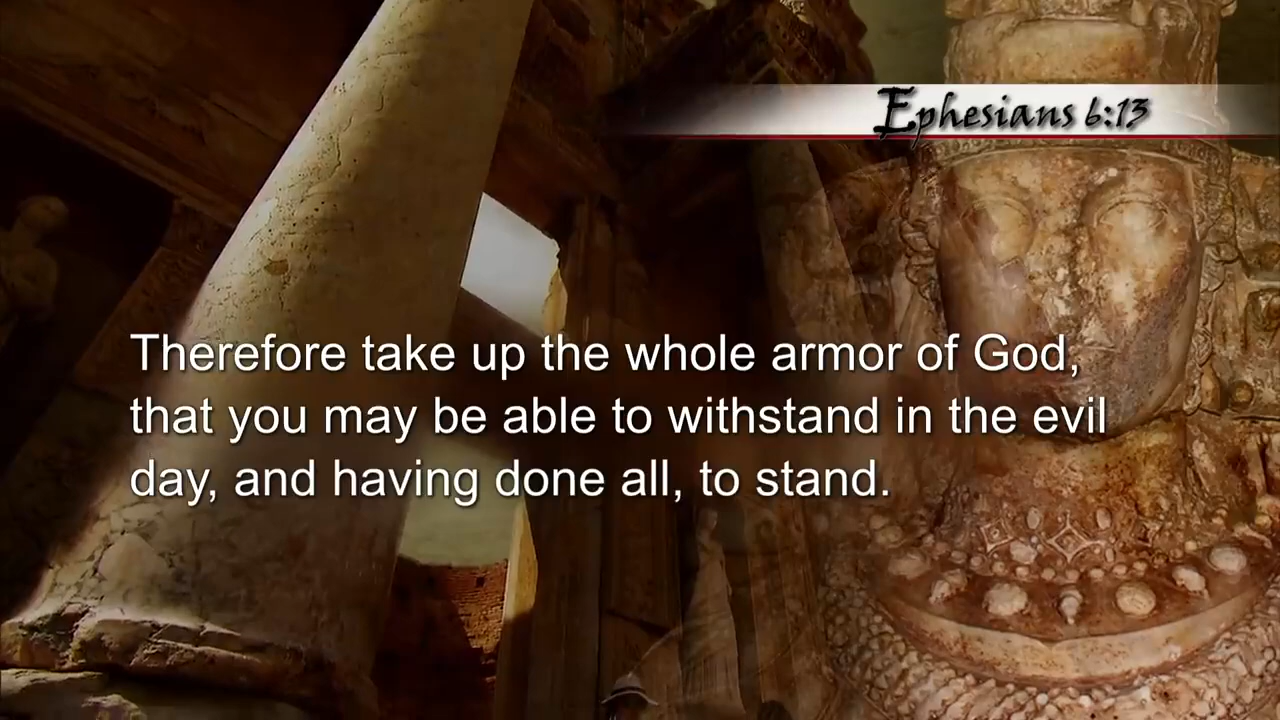 Ephesians 6:13
Therefore take up the whole armor of God,
that you may be able to withstand in the evil
day, and having done all, to stand.